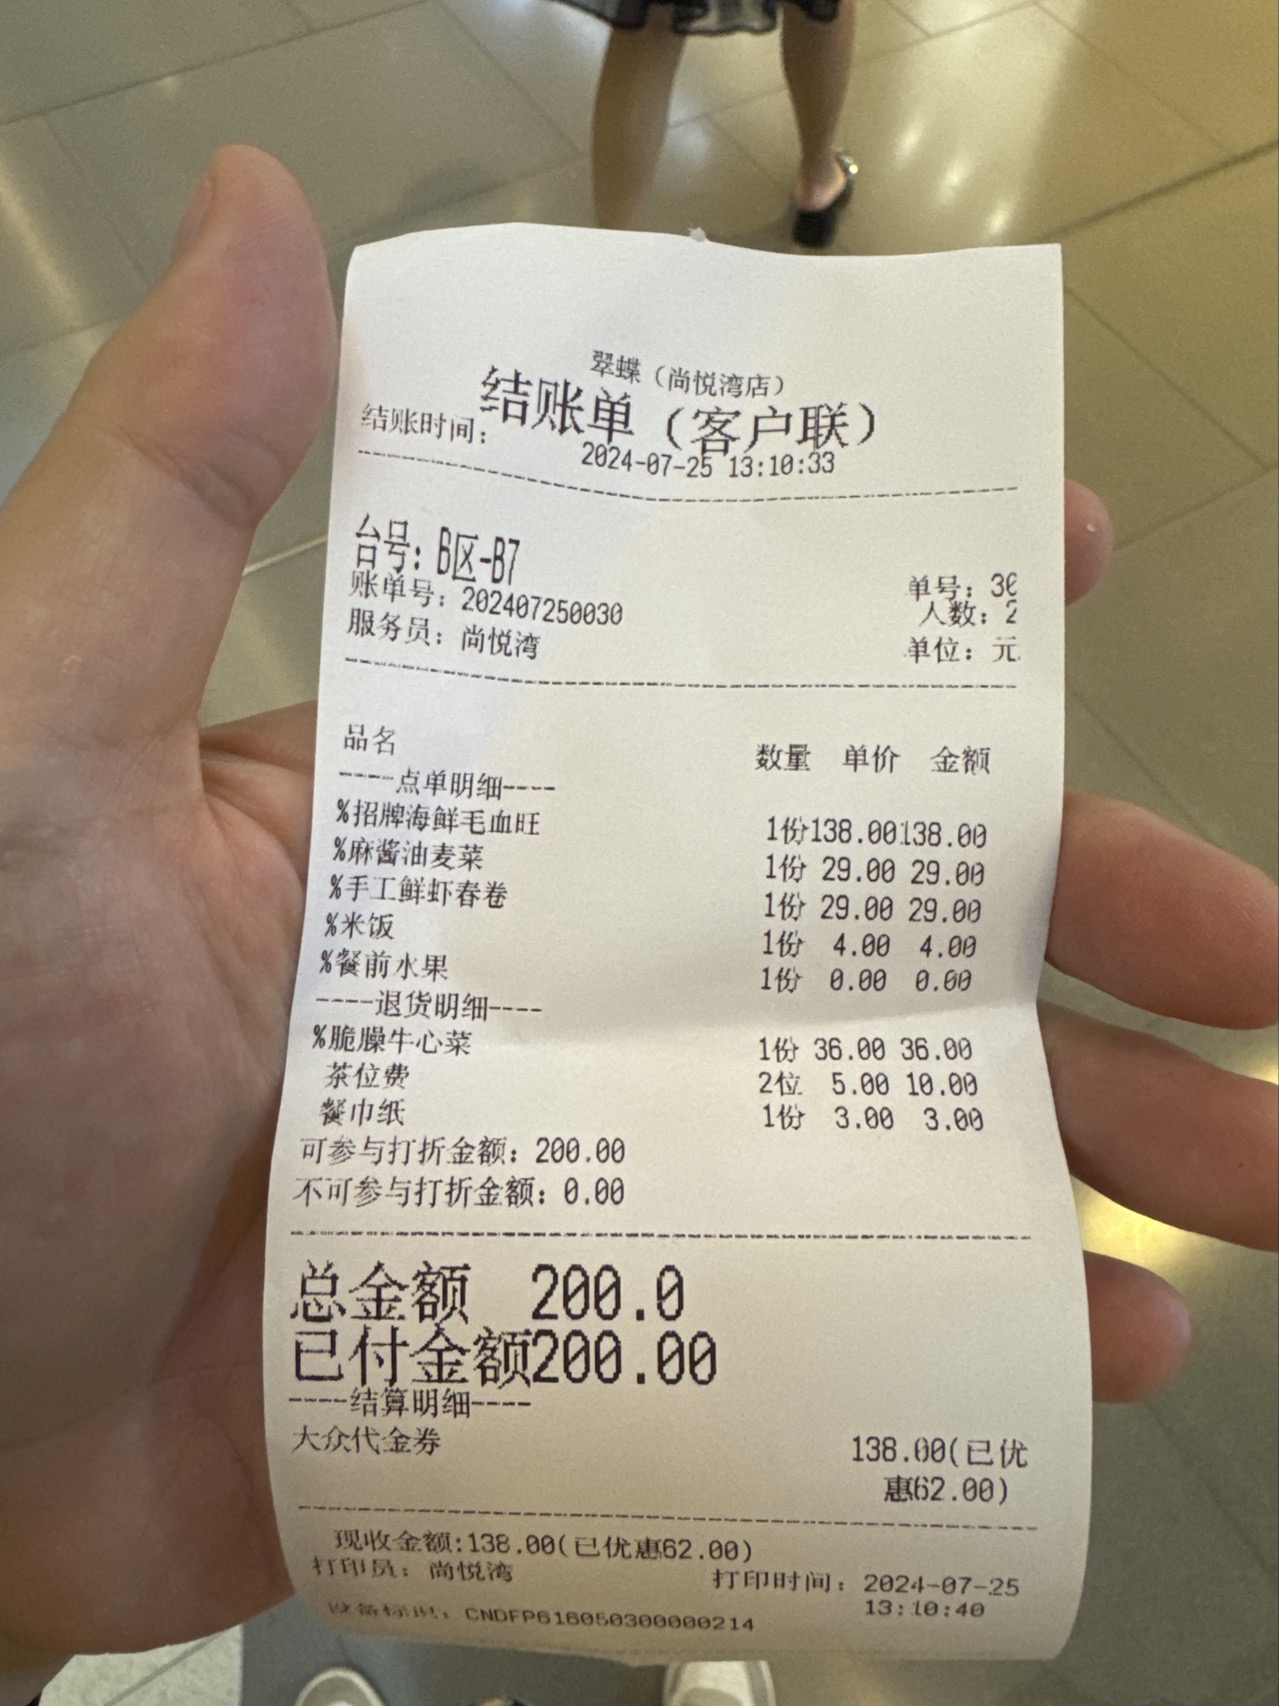 翠蝶（尚悦湾店）
结账单（客户联）
结账时间：
2024-07-25 13:10:33
台号：B区-B7
账单号：202407250030 单号：30
服务员：尚悦湾 人数：2
单位：元
品名 数量 单价 金额
----点单明细----
%招牌海鲜毛血旺 1份138.00138.00
%麻酱油麦菜 1份 29.00 29.00
%手工鲜虾春卷 1份 29.00 29.00
%米饭 1份 4.00 4.00
%餐前水果 1份 0.00 0.00
----退货明细----
%脆臊牛心菜 1份 36.00 36.00
茶位费 2位 5.00 10.00
餐巾纸 1份 3.00 3.00
可参与打折金额：200.00
不可参与打折金额：0.00
总金额 200.0
已付金额200.00
----结算明细----
大众代金券 138.00(已优
惠62.00)
现收金额:138.00(已优惠62.00)
打印员：尚悦湾 打印时间：2024-07-25
13:10:40
设备标识：CNDFP616050300000214